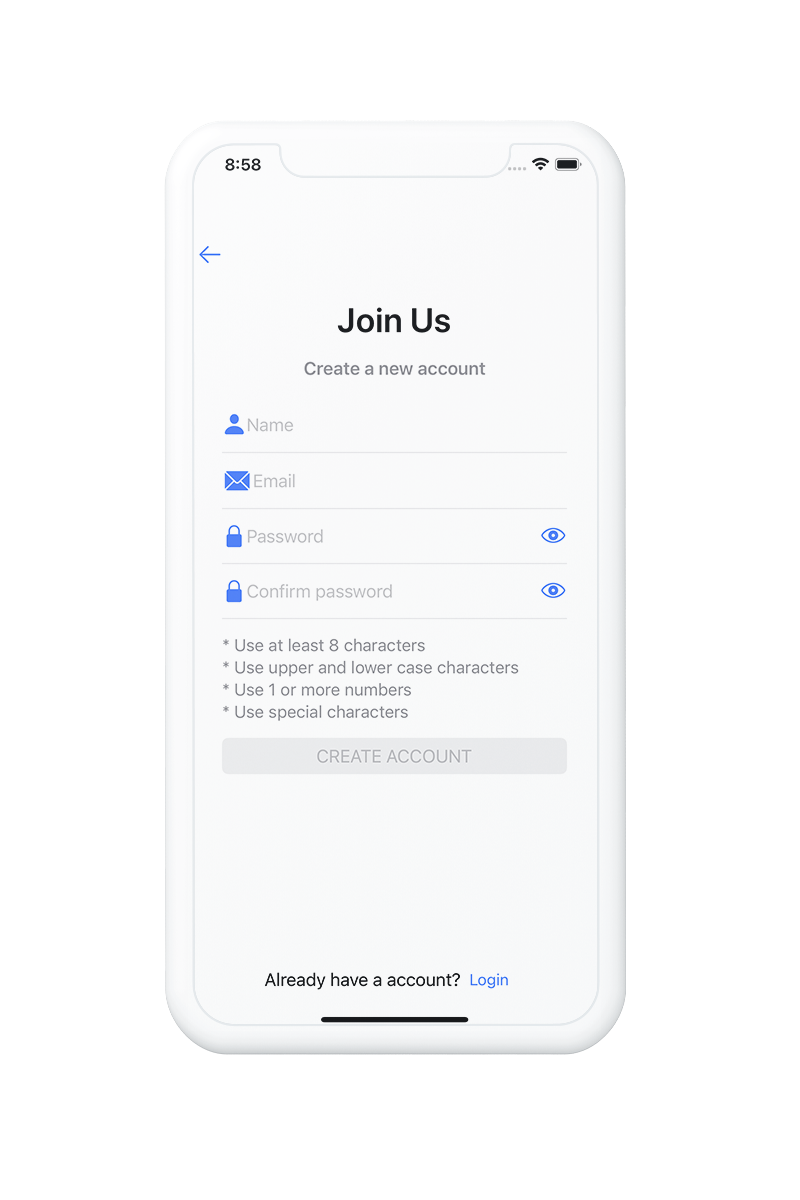 8:58
Join Us
Create a new account
Name
Email
Password
Confirm password
* Use at least 8 characters
* Use upper and lower case characters
* Use 1 or more numbers
* Use special characters
CREATE ACCOUNT
Already have a account? Login